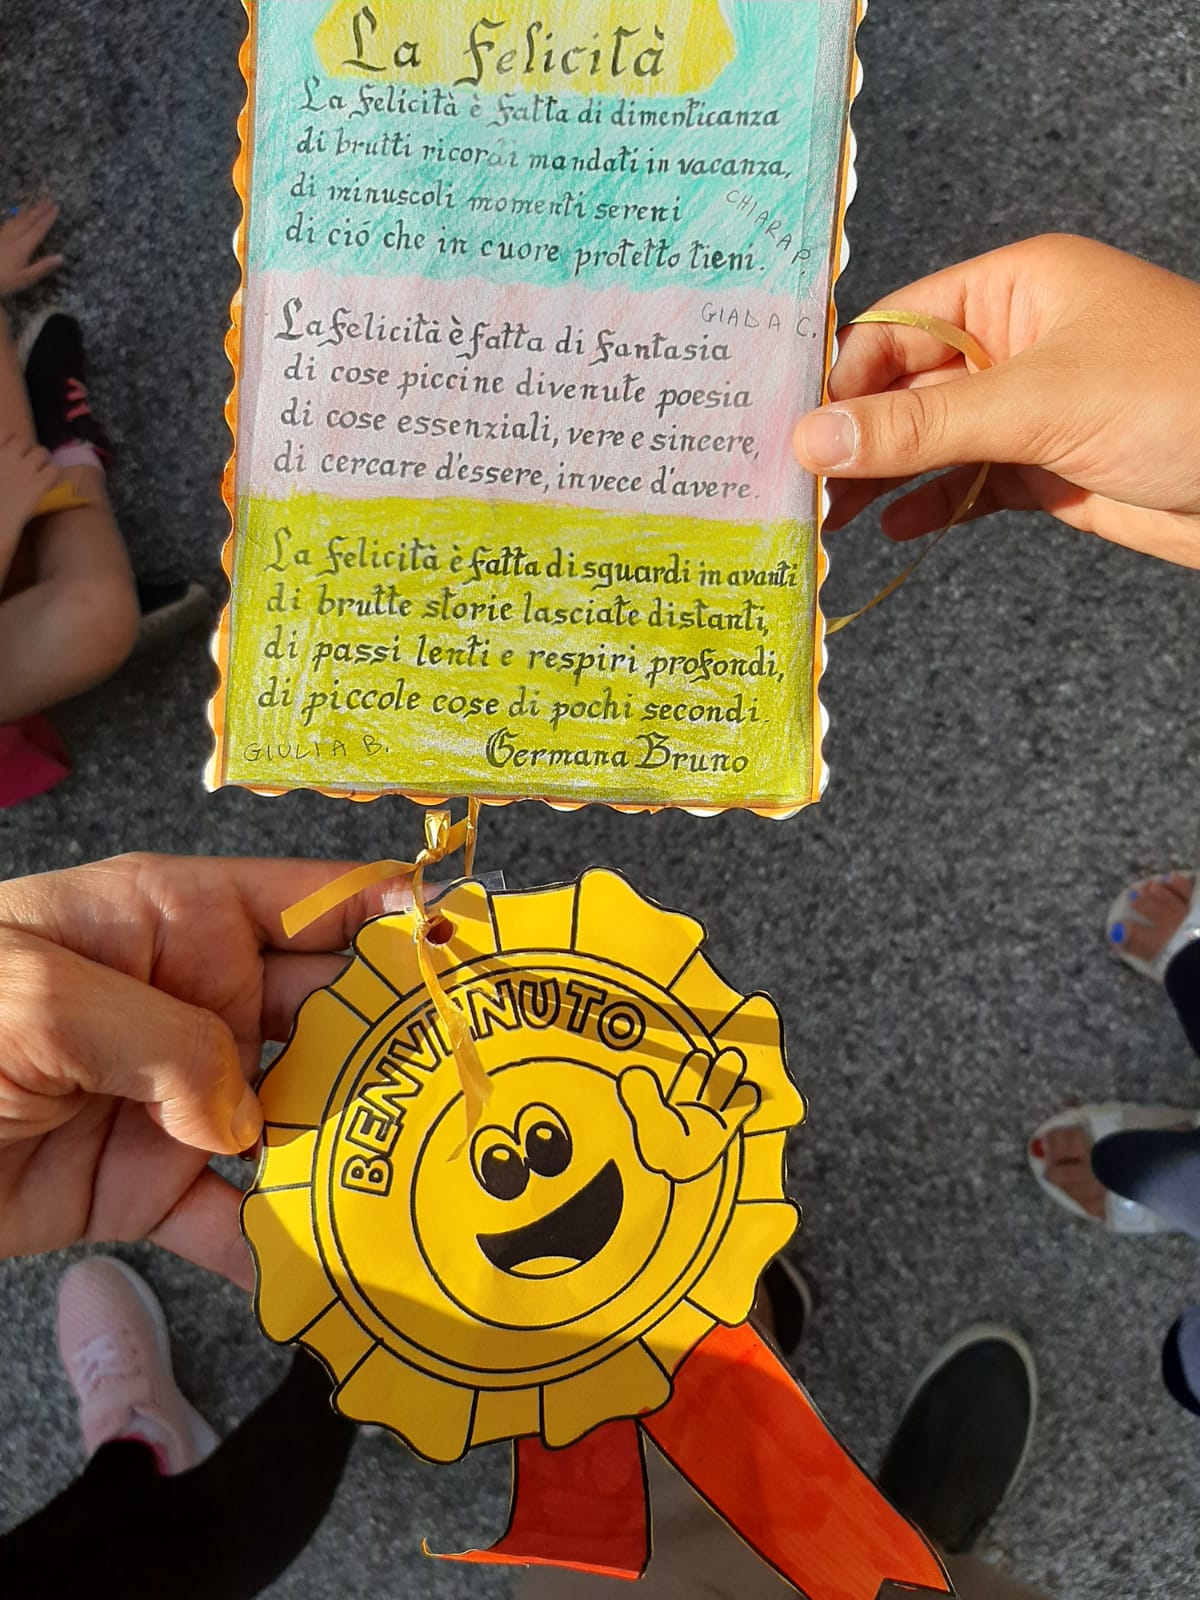 La Felicità
La felicità è fatta di dimenticanza
di brutti ricordi mandati in vacanza,
di minuscoli momenti sereni
di ció che in cuore protetto tieni.
CHIARA P.
GIADA C.
La felicità è fatta di fantasia
di cose piccine divenute poesia
di cose essenziali, vere e sincere,
di cercare d'essere, invece d'avere.
La felicità è fatta di sguardi in avanti
di brutte storie lasciate distanti,
di passi lenti e respiri profondi,
di piccole cose di pochi secondi.
GIULIA B.
Germana Bruno
BENVENUTO